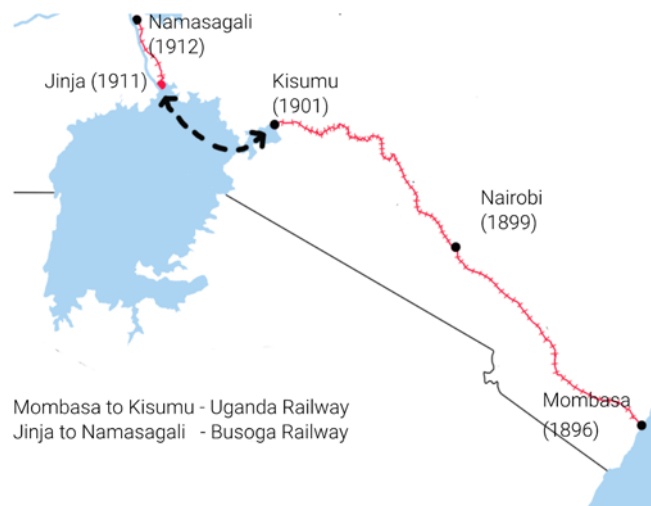 Namasagali
(1912)
Jinja (1911)
Kisumu
(1901)
Nairobi
(1899)
Mombasa
(1896)
Mombasa to Kisumu - Uganda Railway
Jinja to Namasagali - Busoga Railway